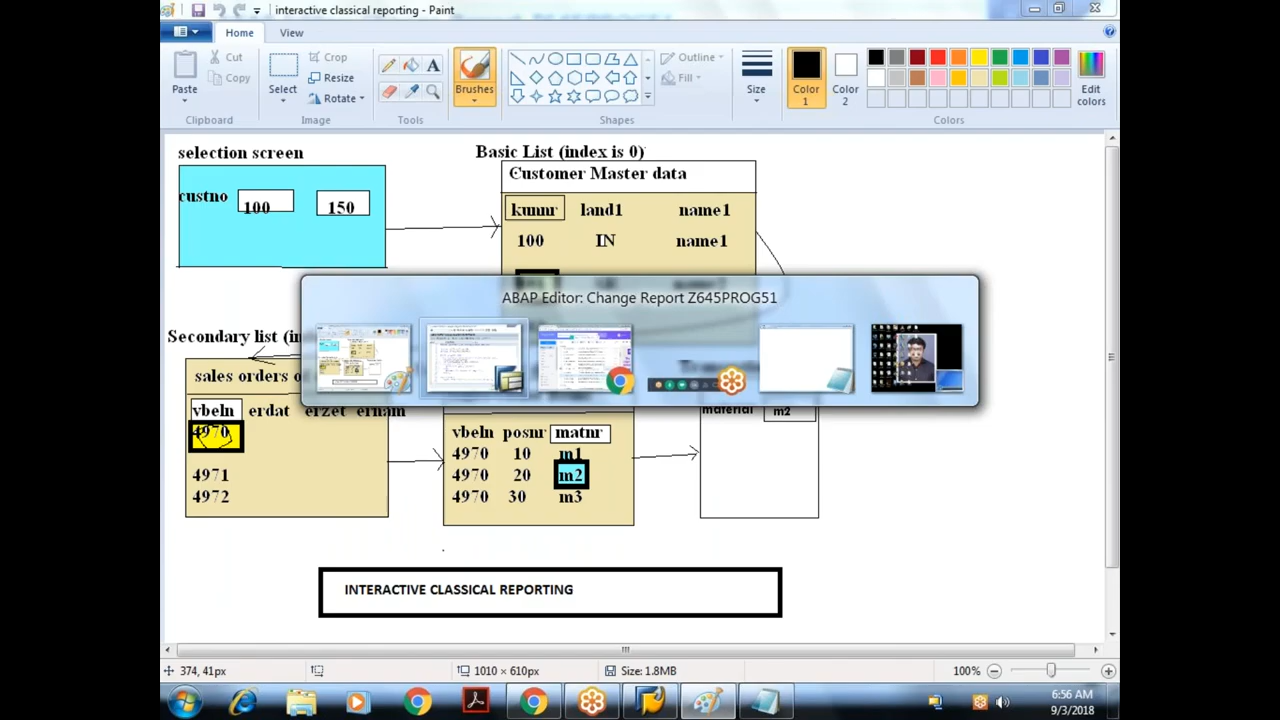 interactive classical reporting - Paint
Home View
Paste
Cut
Copy
Clipboard
Select
Crop
Resize
Rotate
Image
A
Tools
Brushes
Outline
Fill
Shapes
Size
Color 1
Color 2
Edit colors
Colors
selection screen
custno 100 150
Basic List (index is 0)
Customer Master data
kunnr land1 name1
100 IN name1
ABAP Editor: Change Report Z645PROG51
Secondary list
sales orders
vbeln erdat erzet ernam
4970
4971
4972
vbeln posnr matnr
4970 10 m1
4970 20 m2
4970 30 m3
material m2
INTERACTIVE CLASSICAL REPORTING
374, 41px
1010 × 610px
Size: 1.8MB
100%
6:56 AM
9/3/2018